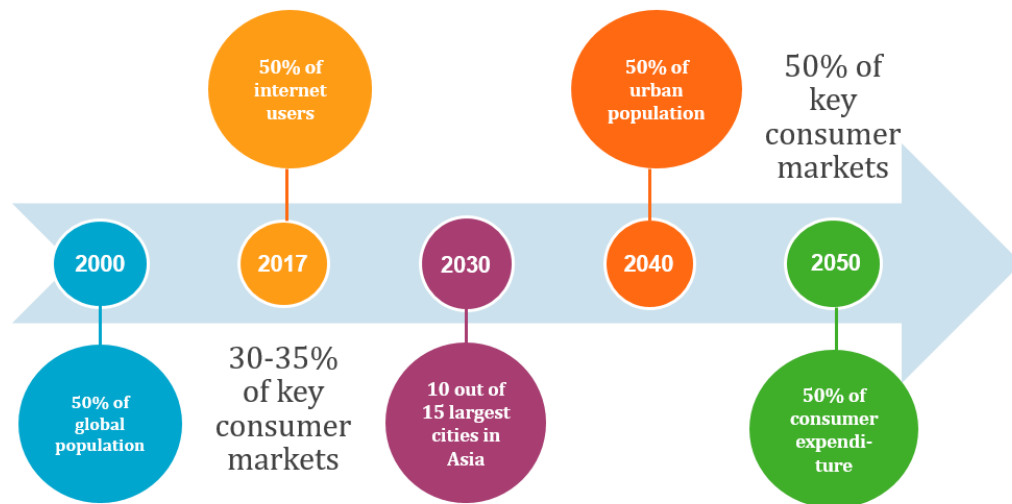 50% of
internet
users
50% of
urban
population
50% of
key
consumer
markets
2000
2017
2030
2040
2050
50% of
global
population
30-35%
of key
consumer
markets
10 out of
15 largest
cities in
Asia
50% of
consumer
expendi-
ture